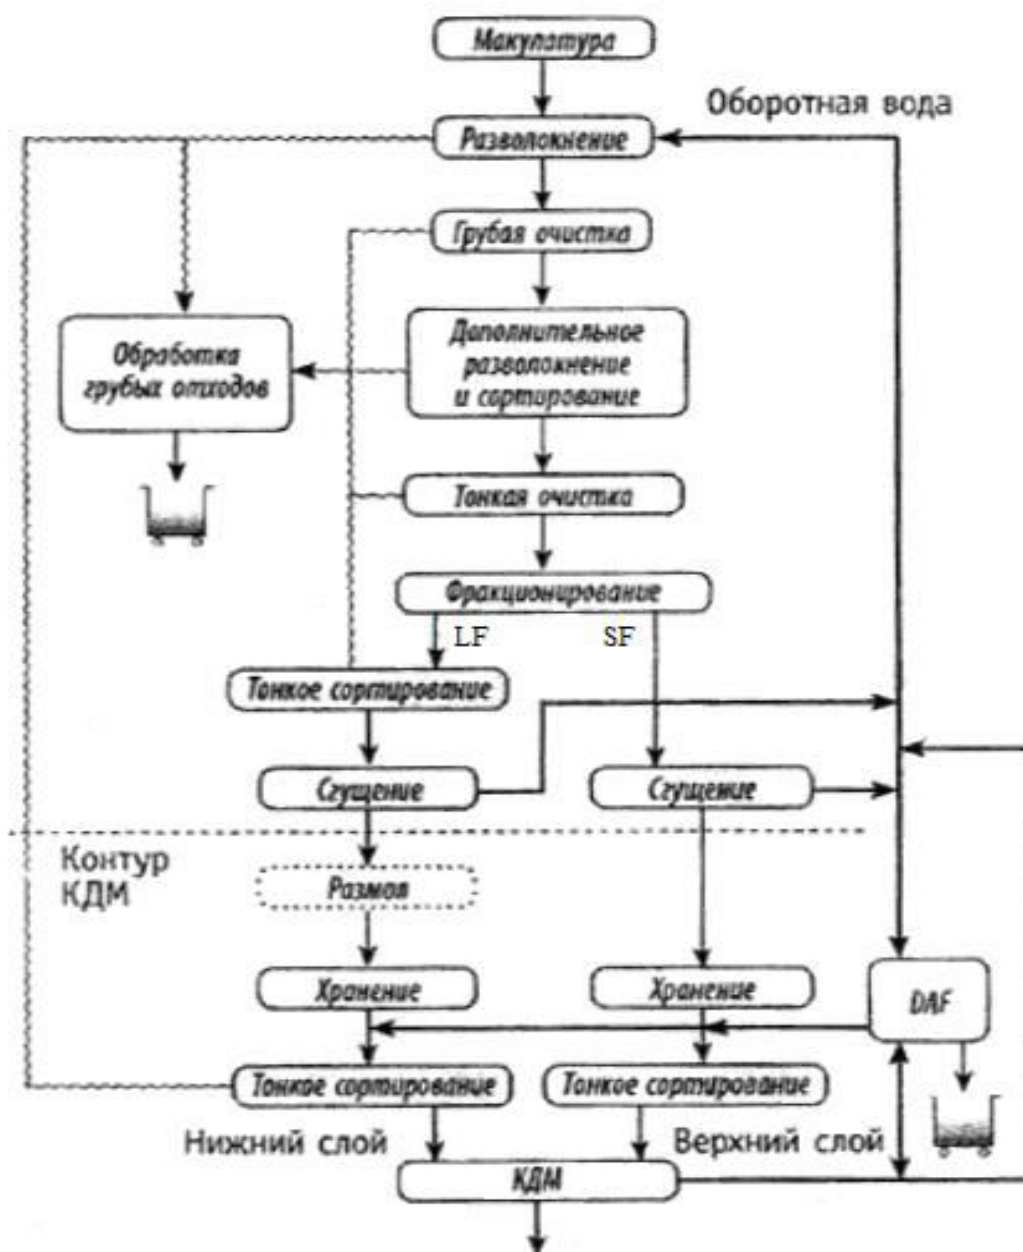 Макулатура
Оборотная вода
Разволокнение
Грубая очистка
Дополнительное
разволокнение
и сортирование
Обработка
грубых отходов
Тонкая очистка
Фракционирование
LF
SF
Тонкое сортирование
Сгущение
Сгущение
Контур
КДМ
Размол
Хранение
Хранение
DAF
Тонкое сортирование
Тонкое сортирование
Нижний слой
Верхний слой
КДМ